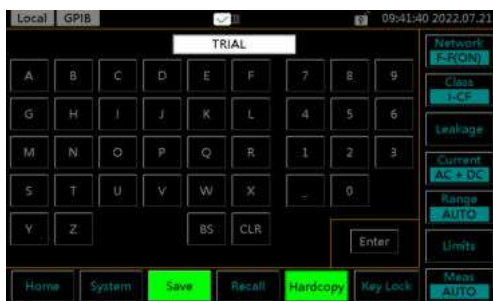 Local GPIB 09:41:40 2022.07.21
TRIAL
Network
F-R(ON)
A B C D E F 7 8 9
Class
I-CF
G H I J K L 4 5 6
Leakage
M N O P Q R 1 2 3
Current
AC + DC
S T U V W X _ 0
Range
AUTO
Y Z BS CLR
Enter
Limits
Home System Save Recall Hardcopy Key Lock
Meas
AUTO